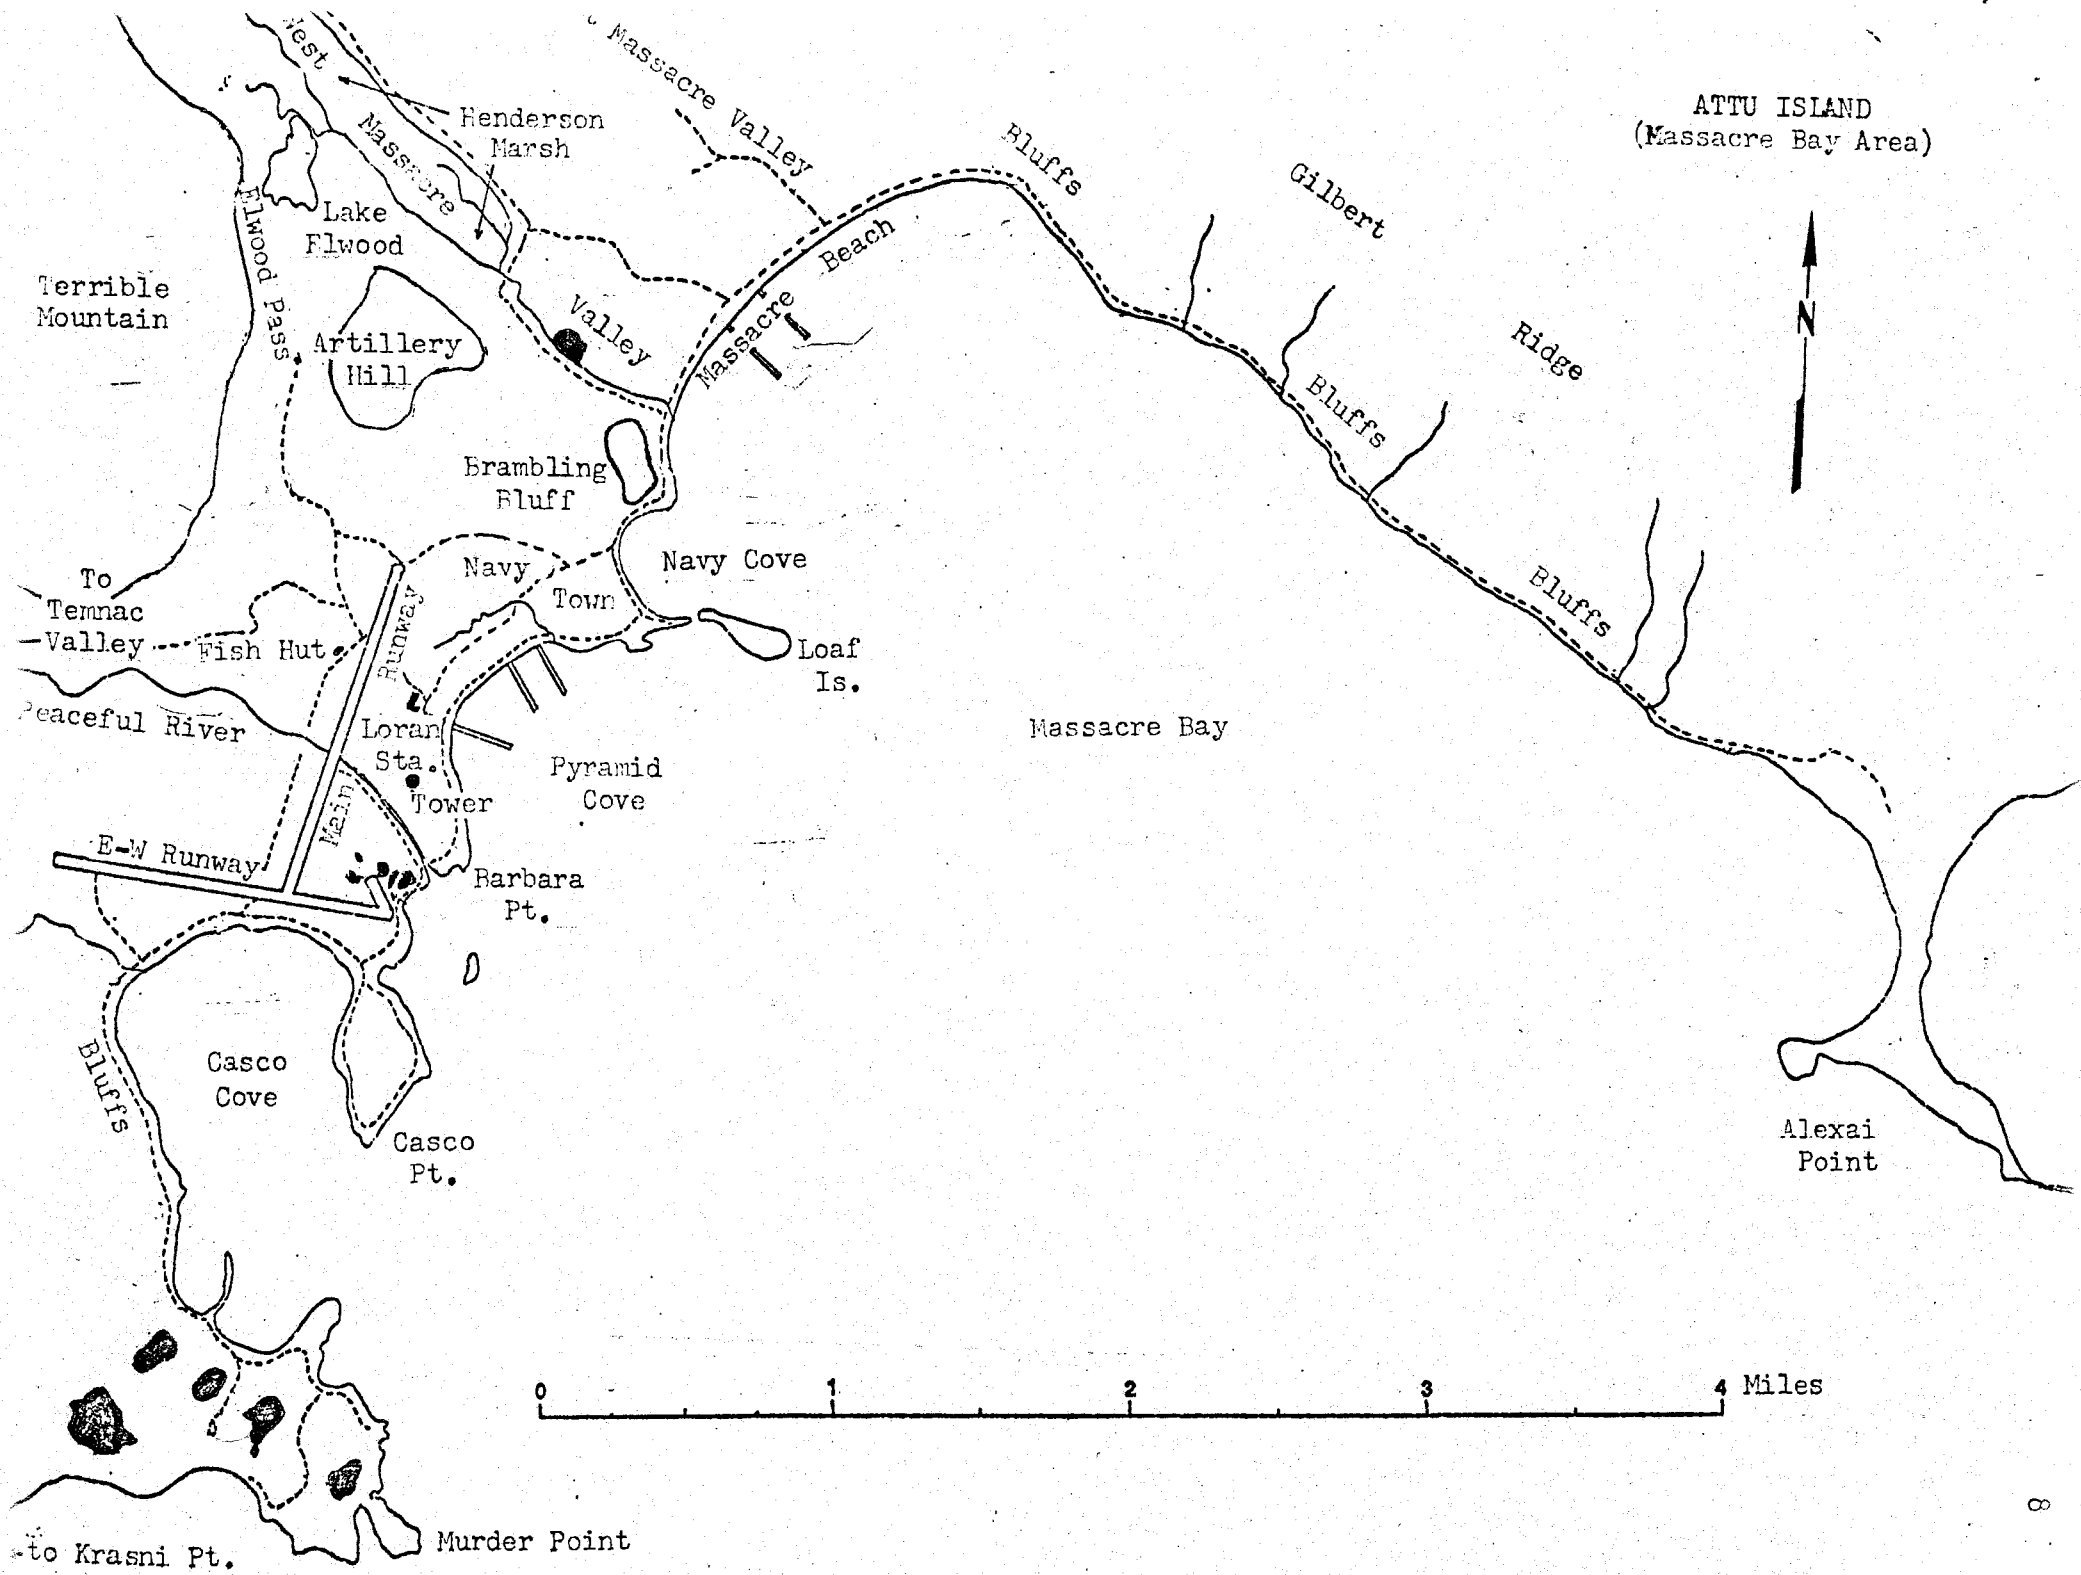 ATTU ISLAND
(Massacre Bay Area)
West
Massacre
Valley
Henderson
Marsh
Massacre Valley
Bluffs
Gilbert
Ridge
N
Lake
Elwood
Elwood Pass
Terrible
Mountain
Artillery
Hill
Massacre
Beach
Bluffs
Brambling
Bluff
Navy Cove
Navy
Town
To
Temnac
Valley
Fish Hut
Runway
Main
Loaf
Is.
Bluffs
Peaceful River
Loran
Sta.
Tower
Pyramid
Cove
Massacre Bay
E-W Runway
Barbara
Pt.
Bluffs
Casco
Cove
Casco
Pt.
Alexai
Point
0 1 2 3 4 Miles
to Krasni Pt.
Murder Point
8